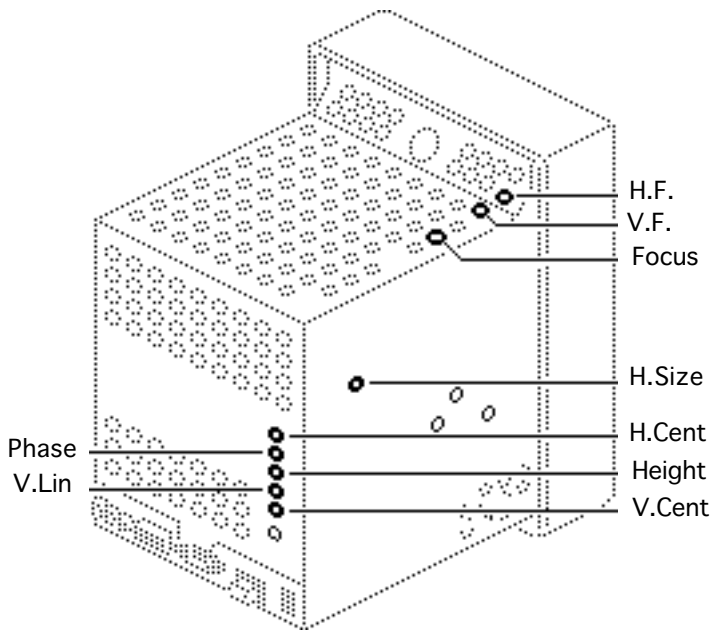 H.F.
V.F.
Focus
H.Size
H.Cent
Phase
Height
V.Lin
V.Cent